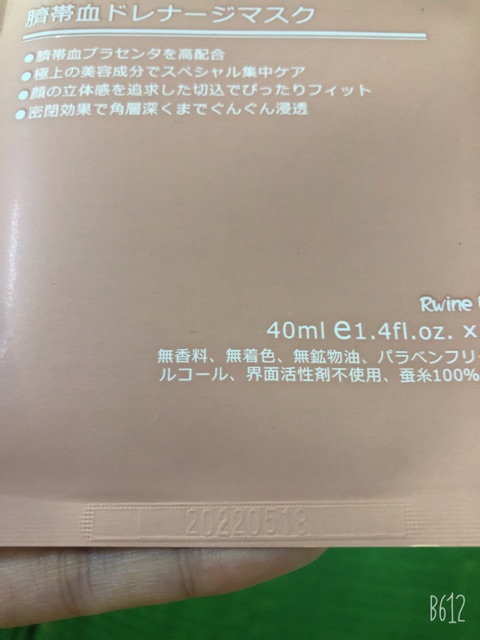 臍帯血ドレナージマスク
●臍帯血プラセンタを高配合
●極上の美容成分でスペシャル集中ケア
●顔の立体感を追求した切込でぴったりフィット
●密閉効果で角層深くまでぐんぐん浸透
Rwine
40ml e1.4fl.oz. ×
無香料、無着色、無鉱物油、パラベンフリー
ルコール、界面活性剤不使用、蚕糸100%
20220513
B612